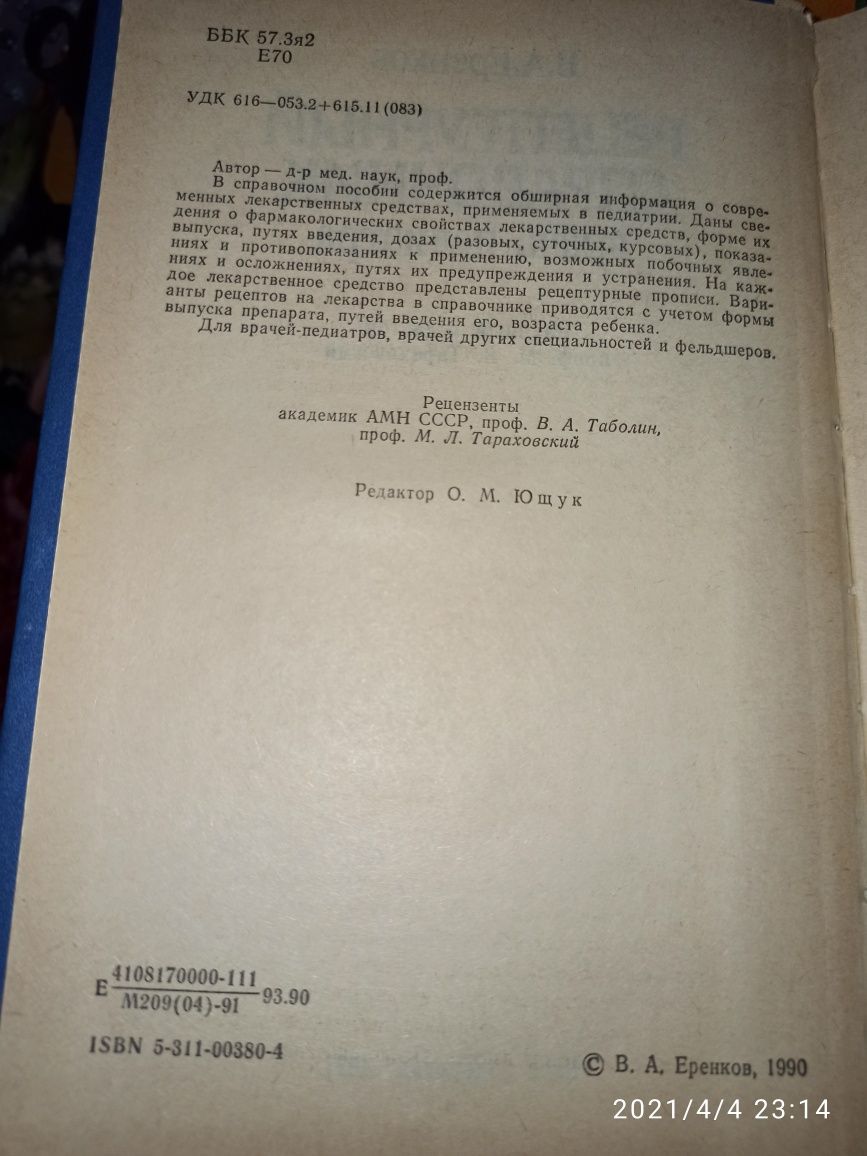 ББК 57.3я2
Е70
УДК 616—053.2+615.11(083)
Автор — д-р мед. наук, проф.
В справочном пособии содержится обширная информация о совре-
менных лекарственных средствах, применяемых в педиатрии. Даны све-
дения о фармакологических свойствах лекарственных средств, форме их
выпуска, путях введения, дозах (разовых, суточных, курсовых), показа-
ниях и противопоказаниях к применению, возможных побочных явле-
ниях и осложнениях, путях их предупреждения и устранения. На каж-
дое лекарственное средство представлены рецептурные прописи. Вари-
анты рецептов на лекарства в справочнике приводятся с учетом формы
выпуска препарата, путей введения его, возраста ребенка.
Для врачей-педиатров, врачей других специальностей и фельдшеров.
Рецензенты
академик АМН СССР, проф. В. А. Таболин,
проф. М. Л. Тараховский
Редактор О. М. Ющук
Е 4108170000-111
М209(04)-91 93.90
ISBN 5-311-00380-4
© В. А. Еренков, 1990
2021/4/4 23:14